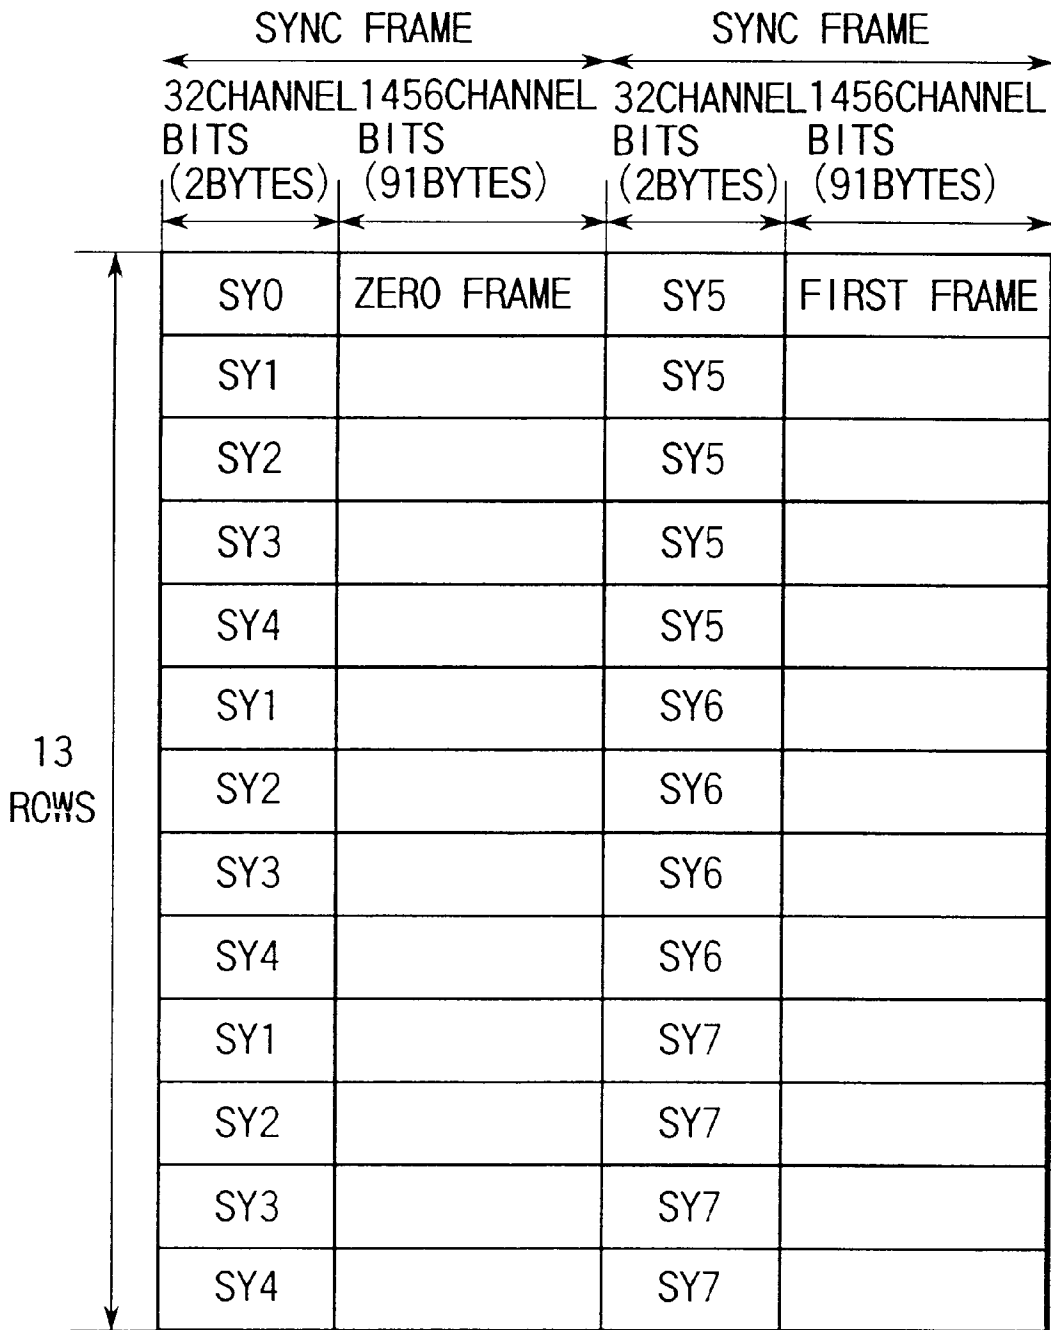 SYNC FRAME SYNC FRAME
32CHANNEL 1456CHANNEL 32CHANNEL 1456CHANNEL
BITS BITS BITS BITS
(2BYTES) (91BYTES) (2BYTES) (91BYTES)
SY0 ZERO FRAME SY5 FIRST FRAME
SY1 SY5
SY2 SY5
SY3 SY5
SY4 SY5
SY1 SY6
13
ROWS
SY2 SY6
SY3 SY6
SY4 SY6
SY1 SY7
SY2 SY7
SY3 SY7
SY4 SY7